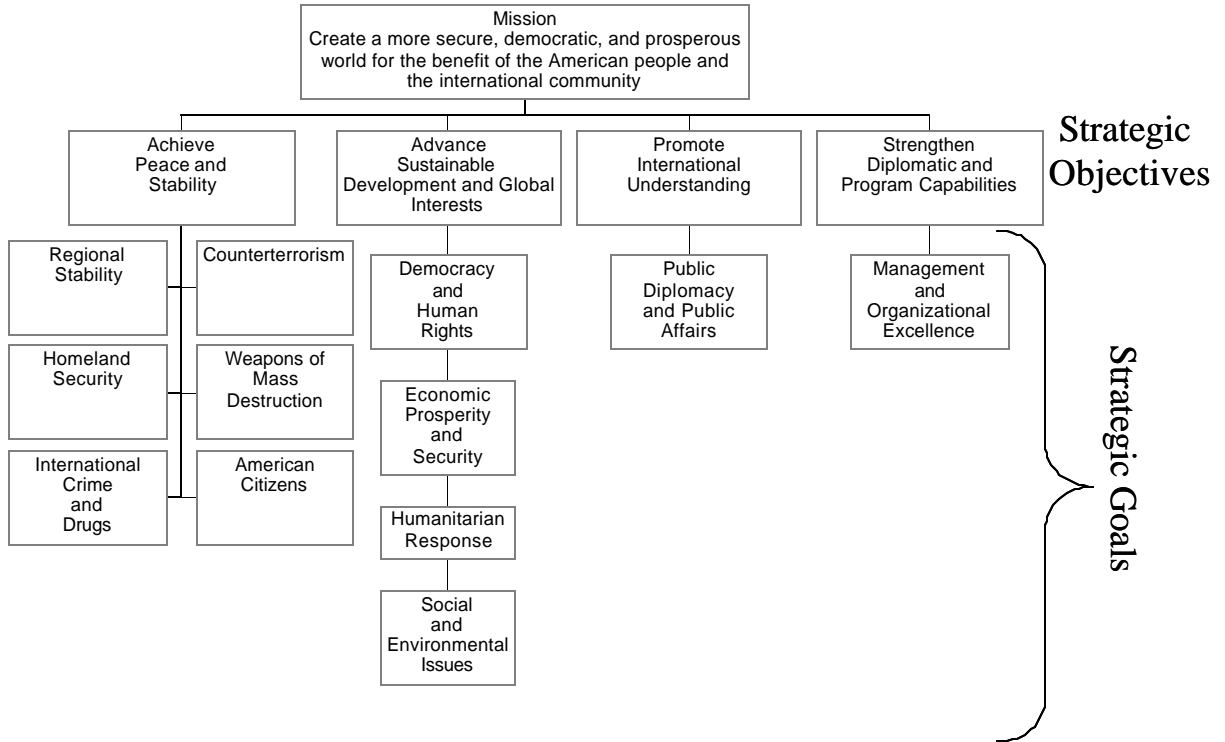 Mission
Create a more secure, democratic, and prosperous
world for the benefit of the American people and
the international community
Achieve
Peace and
Stability
Advance
Sustainable
Development and Global
Interests
Promote
International
Understanding
Strengthen
Diplomatic and
Program Capabilities
Strategic
Objectives
Regional
Stability
Counterterrorism
Homeland
Security
Weapons of
Mass
Destruction
International
Crime
and
Drugs
American
Citizens
Democracy
and
Human
Rights
Economic
Prosperity
and
Security
Humanitarian
Response
Social
and
Environmental
Issues
Public
Diplomacy
and Public
Affairs
Management
and
Organizational
Excellence
Strategic Goals